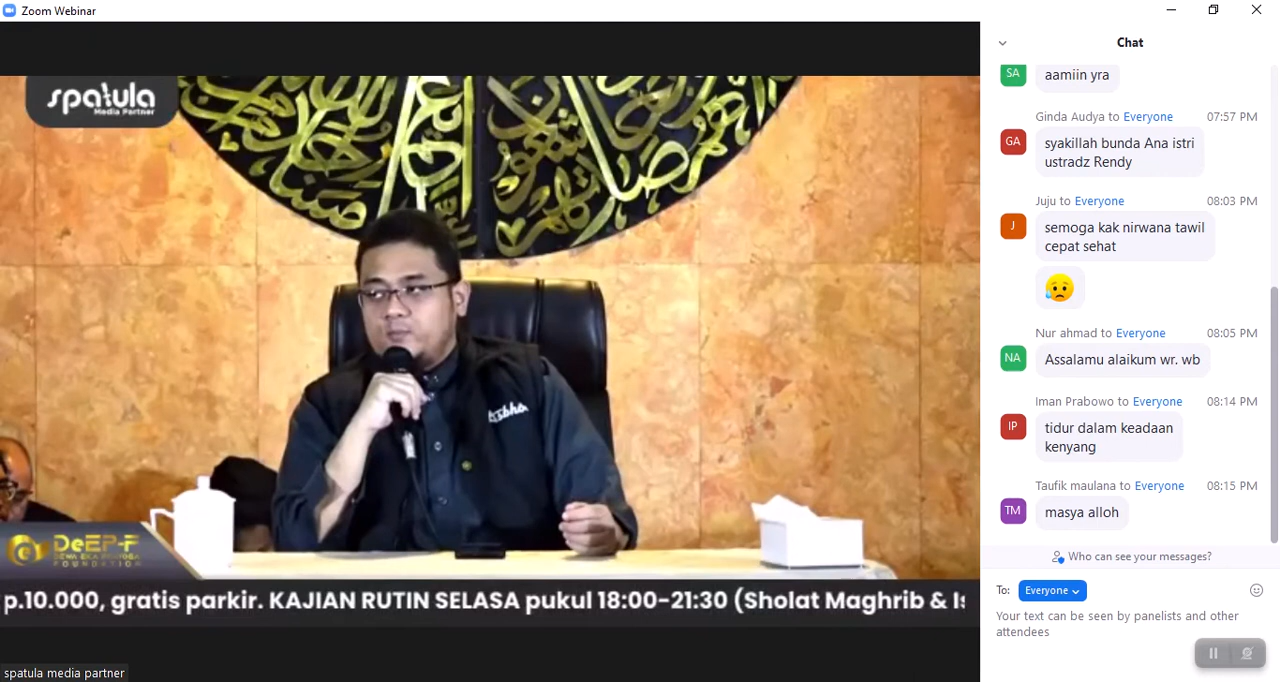 Zoom Webinar
spatula
Media Partner
DeEP-F
FOUNDATION
p.10.000, gratis parkir. KAJIAN RUTIN SELASA pukul 18:00-21:30 (Sholat Maghrib &
spatula media partner
Chat
SA
aamiin yra
Ginda Audya to Everyone 07:57 PM
GA
syakillah bunda Ana istri
ustradz Rendy
Juju to Everyone 08:03 PM
J
semoga kak nirwana tawil
cepat sehat
Nur ahmad to Everyone 08:05 PM
NA
Assalamu alaikum wr. wb
Iman Prabowo to Everyone 08:14 PM
IP
tidur dalam keadaan
kenyang
Taufik maulana to Everyone 08:15 PM
TM
masya alloh
Who can see your messages?
To: Everyone
Your text can be seen by panelists and other
attendees